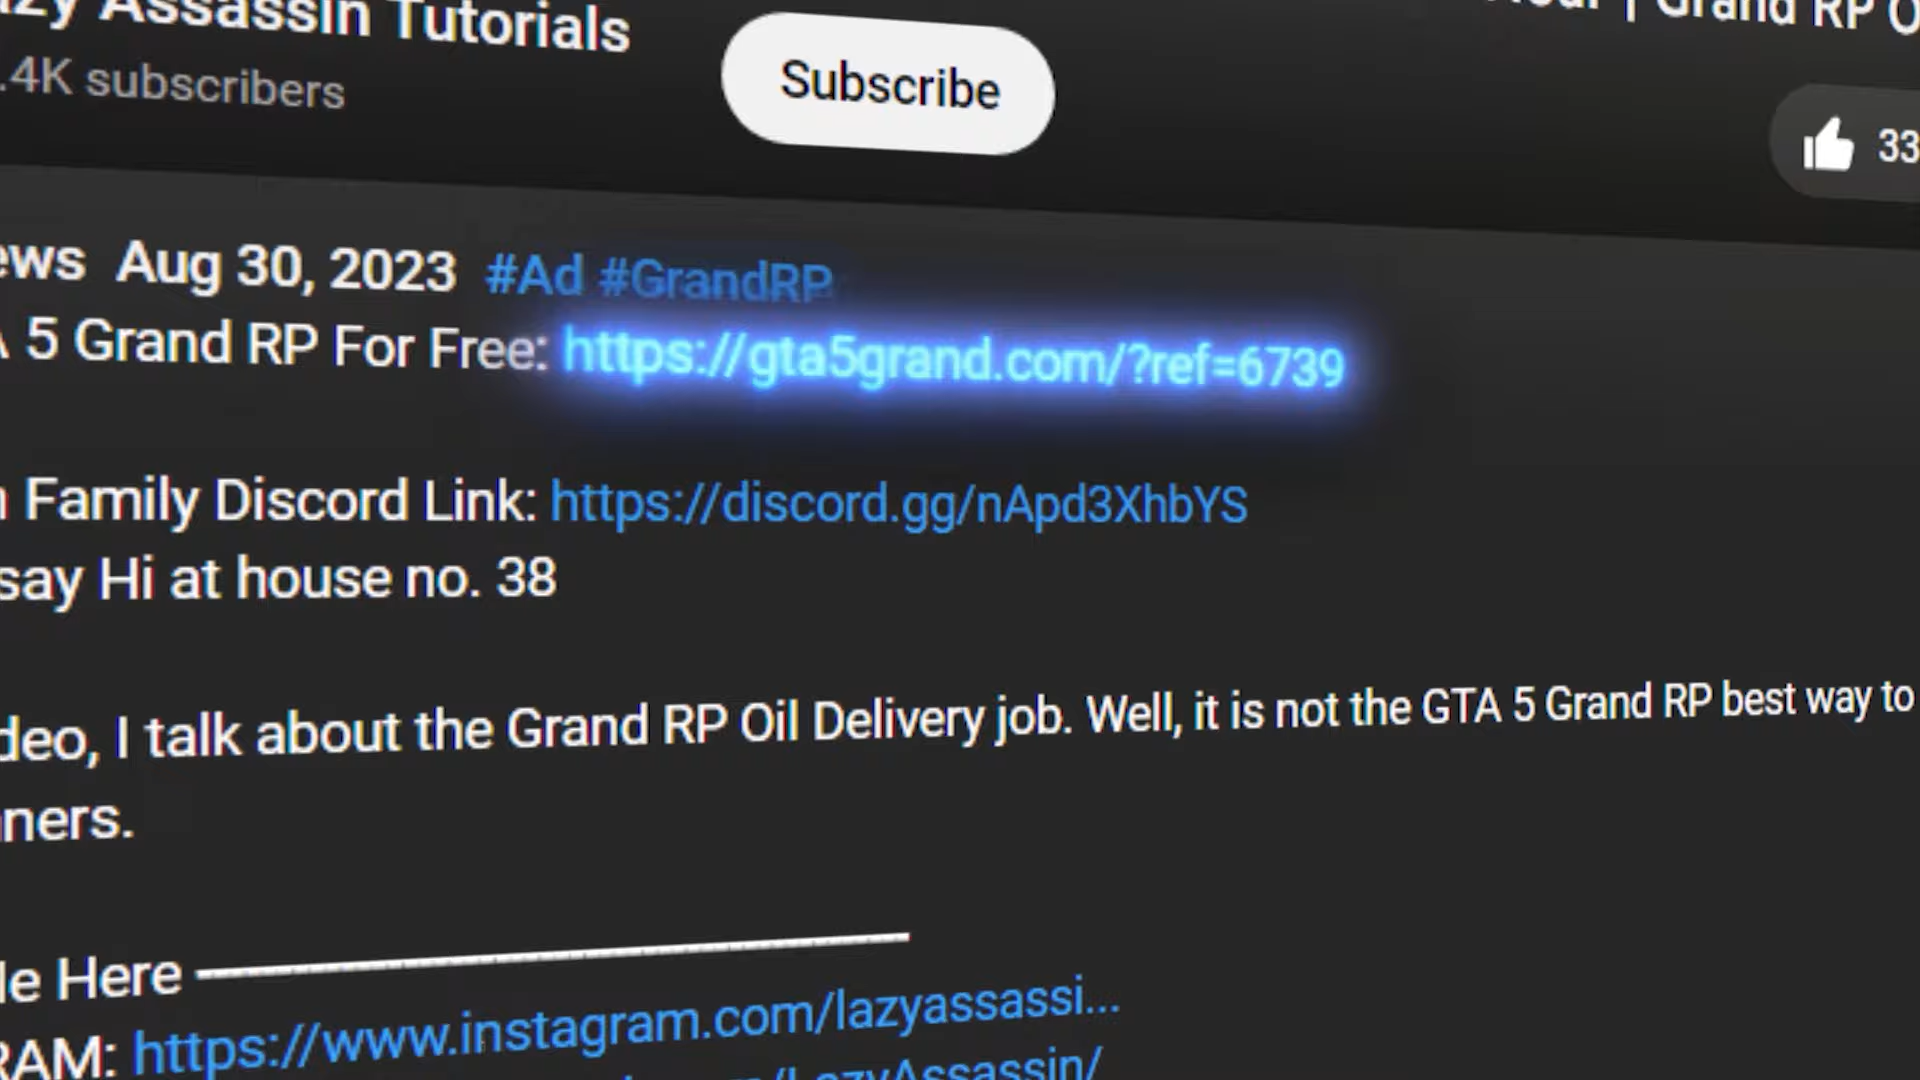 Assassin Tutorials
.4K subscribers
Subscribe
Grand RP
33
Aug 30, 2023 #Ad #GrandRP
5 Grand RP For Free: https://gta5grand.com/?ref=6739
Family Discord Link: https://discord.gg/nApd3XhbYS
say Hi at house no. 38
deo, I talk about the Grand RP Oil Delivery job. Well, it is not the GTA 5 Grand RP best way to
ners.
Here
RAM: https://www.instagram.com/lazyassassi...
/LazyAssassin/